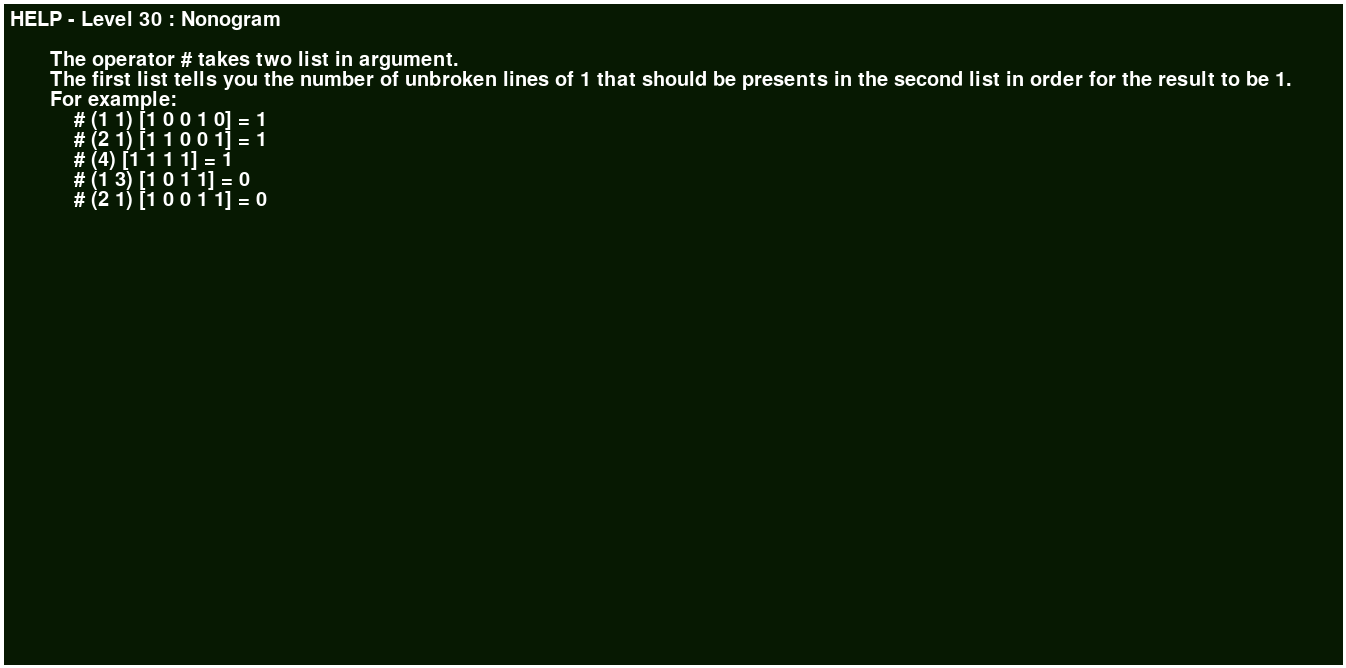 HELP - Level 30 : Nonogram
The operator # takes two list in argument.
The first list tells you the number of unbroken lines of 1 that should be presents in the second list in order for the result to be 1.
For example:
# (1 1) [1 0 0 1 0] = 1
# (2 1) [1 1 0 0 1] = 1
# (4) [1 1 1 1] = 1
# (1 3) [1 0 1 1] = 0
# (2 1) [1 0 0 1 1] = 0